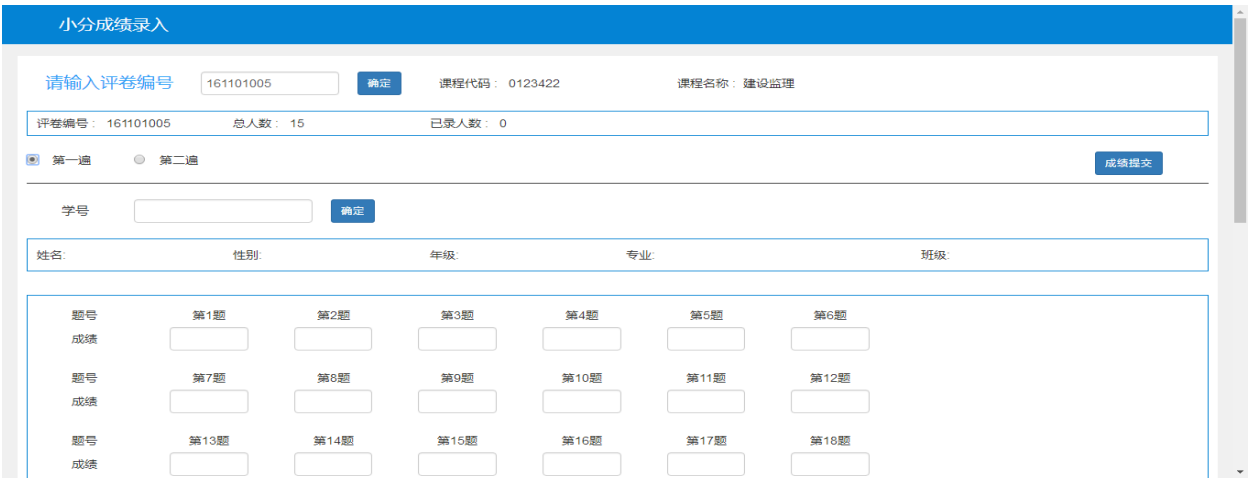 小分成绩录入
请输入评卷编号 161101005 确定 课程代码： 0123422 课程名称： 建设监理
评卷编号： 161101005 总人数： 15 已录人数： 0
第一遍 第二遍 成绩提交
学号 确定
姓名: 性别: 年级: 专业: 班级:
题号 第1题 第2题 第3题 第4题 第5题 第6题
成绩
题号 第7题 第8题 第9题 第10题 第11题 第12题
成绩
题号 第13题 第14题 第15题 第16题 第17题 第18题
成绩